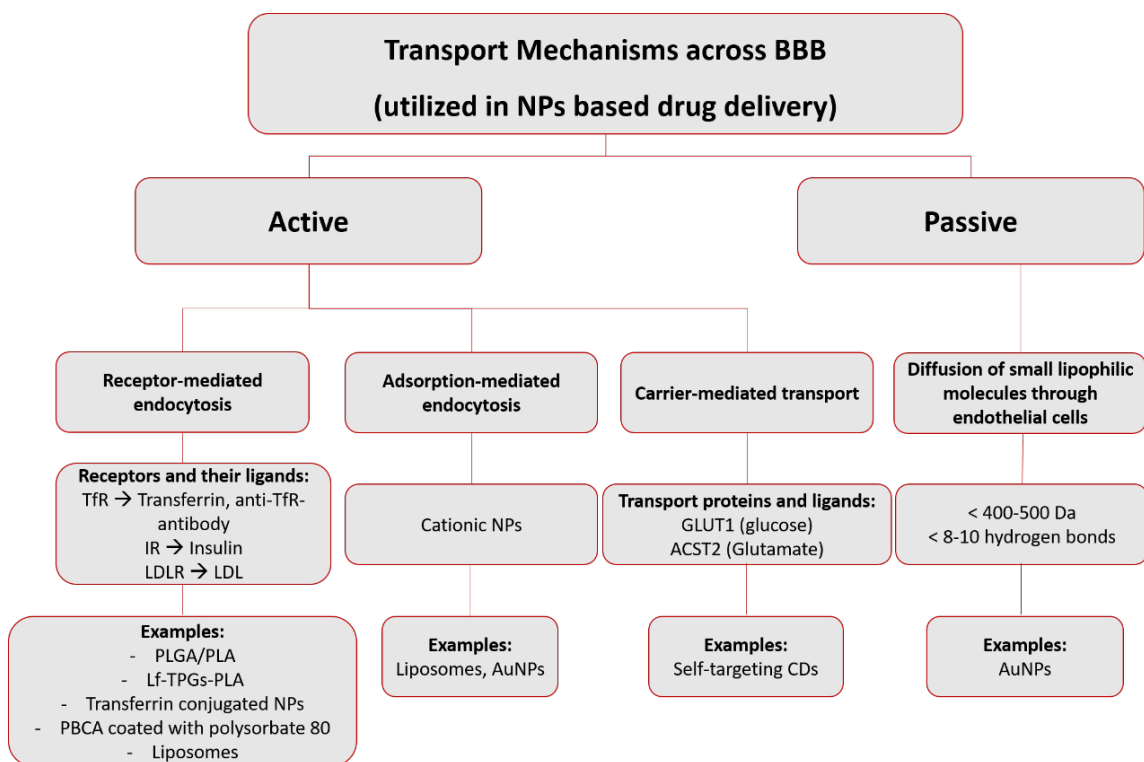 Transport Mechanisms across BBB
(utilized in NPs based drug delivery)
Active
Passive
Receptor-mediated
endocytosis
Adsorption-mediated
endocytosis
Carrier-mediated transport
Diffusion of small lipophilic
molecules through
endothelial cells
Receptors and their ligands:
TfR → Transferrin, anti-TfR-
antibody
IR → Insulin
LDLR → LDL
Cationic NPs
Transport proteins and ligands:
GLUT1 (glucose)
ACST2 (Glutamate)
< 400-500 Da
< 8-10 hydrogen bonds
Examples:
- PLGA/PLA
- Lf-TPGs-PLA
- Transferrin conjugated NPs
- PBCA coated with polysorbate 80
- Liposomes
Examples:
Liposomes, AuNPs
Examples:
Self-targeting CDs
Examples:
AuNPs